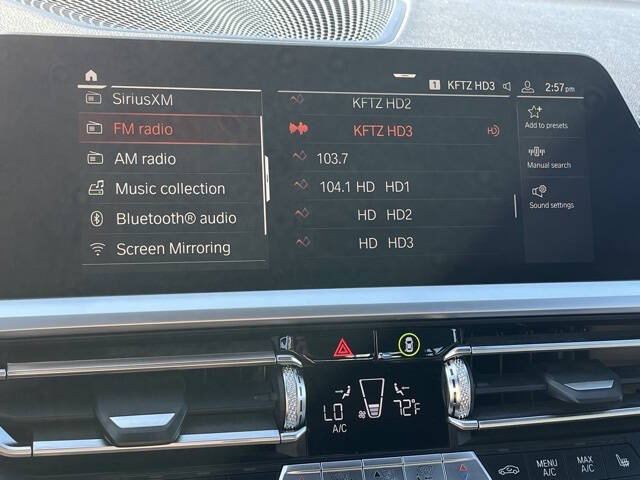 1 KFTZ HD3 2:57pm
SiriusXM
FM radio
AM radio
Music collection
Bluetooth® audio
Screen Mirroring
KFTZ HD2
KFTZ HD3 HD
103.7
104.1 HD HD1
HD HD2
HD HD3
Add to presets
Manual search
Sound settings
LO
A/C
72°F
MENU
A/C
MAX
A/C